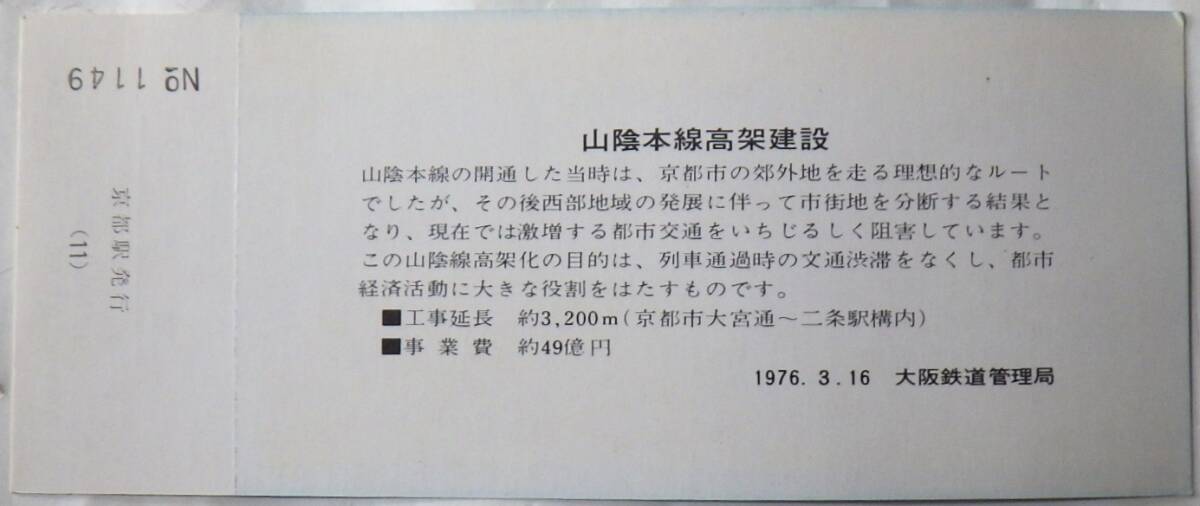 № 1149
京都駅発行
(11)
山陰本線高架建設
山陰本線の開通した当時は、京都市の郊外地を走る理想的なルート
でしたが、その後西部地域の発展に伴って市街地を分断する結果と
なり、現在では激増する都市交通をいちじるしく阻害しています。
この山陰線高架化の目的は、列車通過時の文通渋滞をなくし、都市
経済活動に大きな役割をはたすものです。
■工事延長 約3,200m(京都市大宮通～二条駅構内)
■事業費 約49億円
1976. 3. 16 大阪鉄道管理局